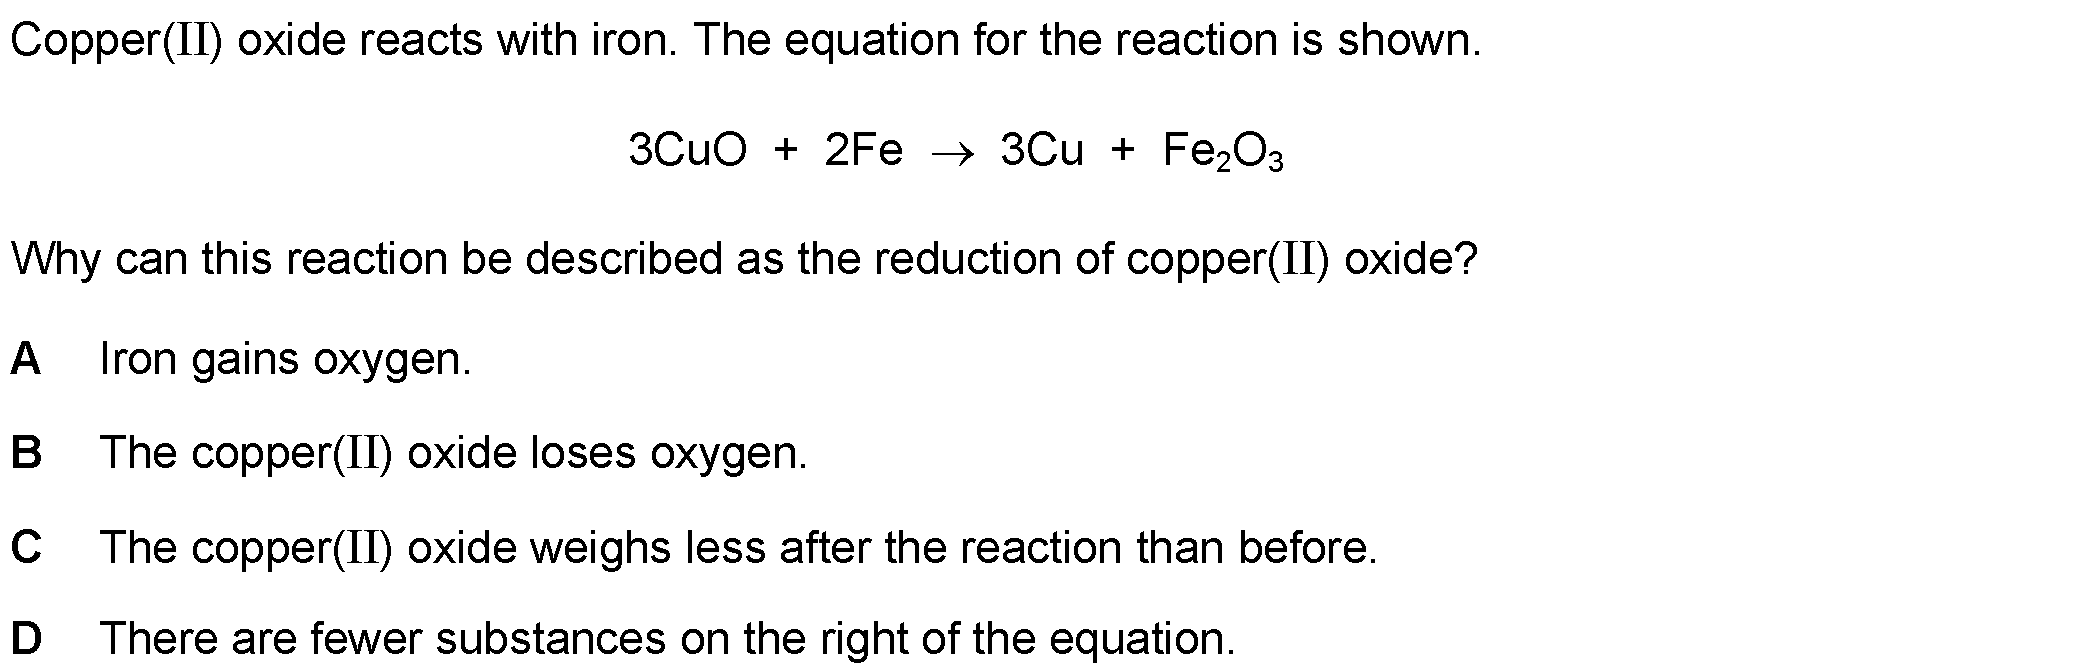 Copper(II) oxide reacts with iron. The equation for the reaction is shown.
3CuO + 2Fe → 3Cu + Fe₂O₃
Why can this reaction be described as the reduction of copper(II) oxide?
A Iron gains oxygen.
B The copper(II) oxide loses oxygen.
C The copper(II) oxide weighs less after the reaction than before.
D There are fewer substances on the right of the equation.